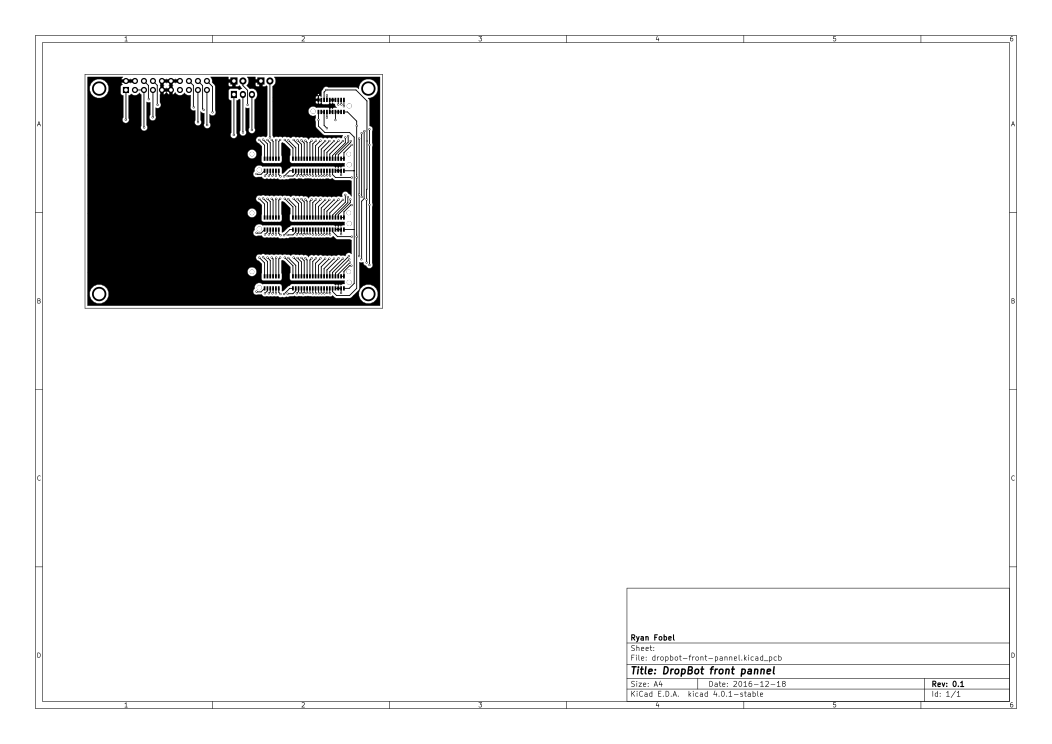 1 2 3 4 5 6
A A
B B
C C
D D
Ryan Fobel
Sheet:
File: dropbot-front-pannel.kicad_pcb
Title: DropBot front pannel
Size: A4 Date: 2016-12-18 Rev: 0.1
KiCad E.D.A. kicad 4.0.1-stable Id: 1/1
1 2 3 4 5 6